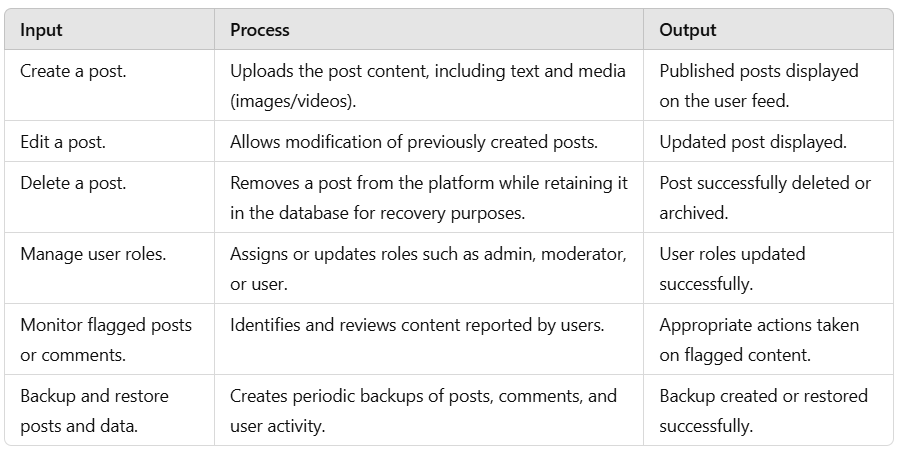 Input Process Output
Create a post. Uploads the post content, including text and media Published posts displayed
(images/videos). on the user feed.
Edit a post. Allows modification of previously created posts. Updated post displayed.
Delete a post. Removes a post from the platform while retaining it Post successfully deleted or
in the database for recovery purposes. archived.
Manage user roles. Assigns or updates roles such as admin, moderator, User roles updated
or user. successfully.
Monitor flagged posts Identifies and reviews content reported by users. Appropriate actions taken
or comments. on flagged content.
Backup and restore Creates periodic backups of posts, comments, and Backup created or restored
posts and data. user activity. successfully.